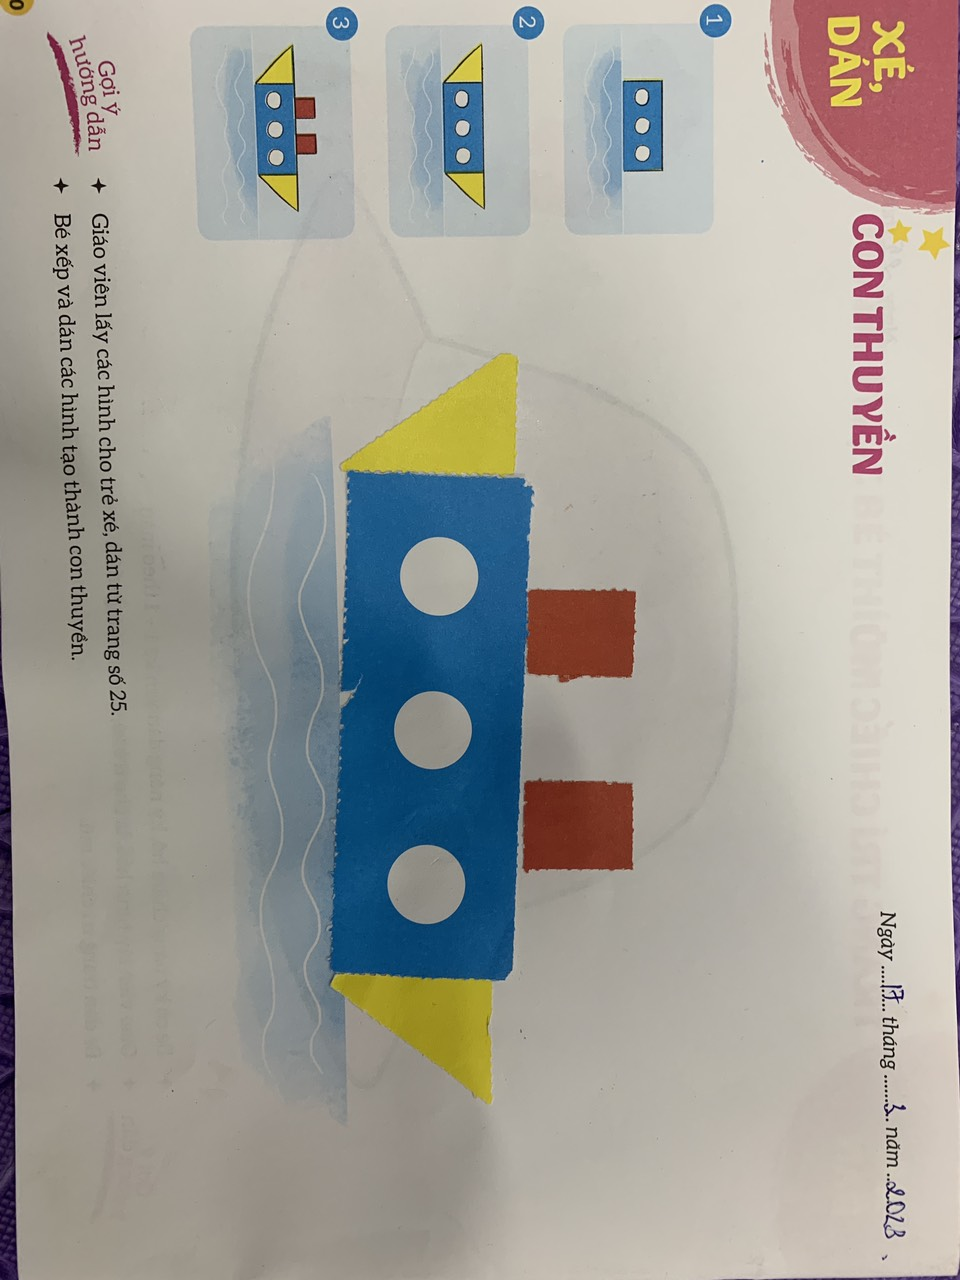 XÉ,
DÁN
CON THUYỀN
Ngày ....17... tháng .......3.. năm ..2023
1
2
3
Gợi ý
hướng dẫn
Giáo viên lấy các hình cho trẻ xé, dán từ trang số 25.
Bé xếp và dán các hình tạo thành con thuyền.